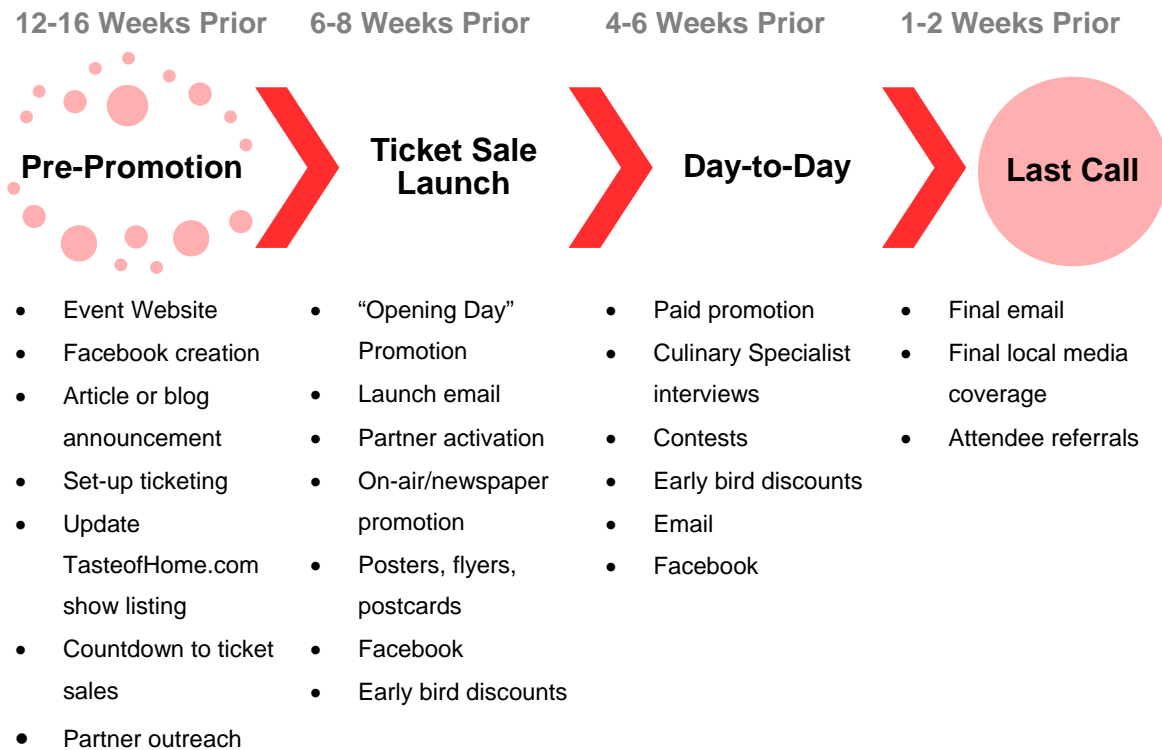 12-16 Weeks Prior
6-8 Weeks Prior
4-6 Weeks Prior
1-2 Weeks Prior
Pre-Promotion
Ticket Sale
Launch
Day-to-Day
Last Call
• Event Website
• Facebook creation
• Article or blog
announcement
• Set-up ticketing
• Update
TasteofHome.com
show listing
• Countdown to ticket
sales
• Partner outreach
• “Opening Day”
Promotion
• Launch email
• Partner activation
• On-air/newspaper
promotion
• Posters, flyers,
postcards
• Facebook
• Early bird discounts
• Paid promotion
• Culinary Specialist
interviews
• Contests
• Early bird discounts
• Email
• Facebook
• Final email
• Final local media
coverage
• Attendee referrals